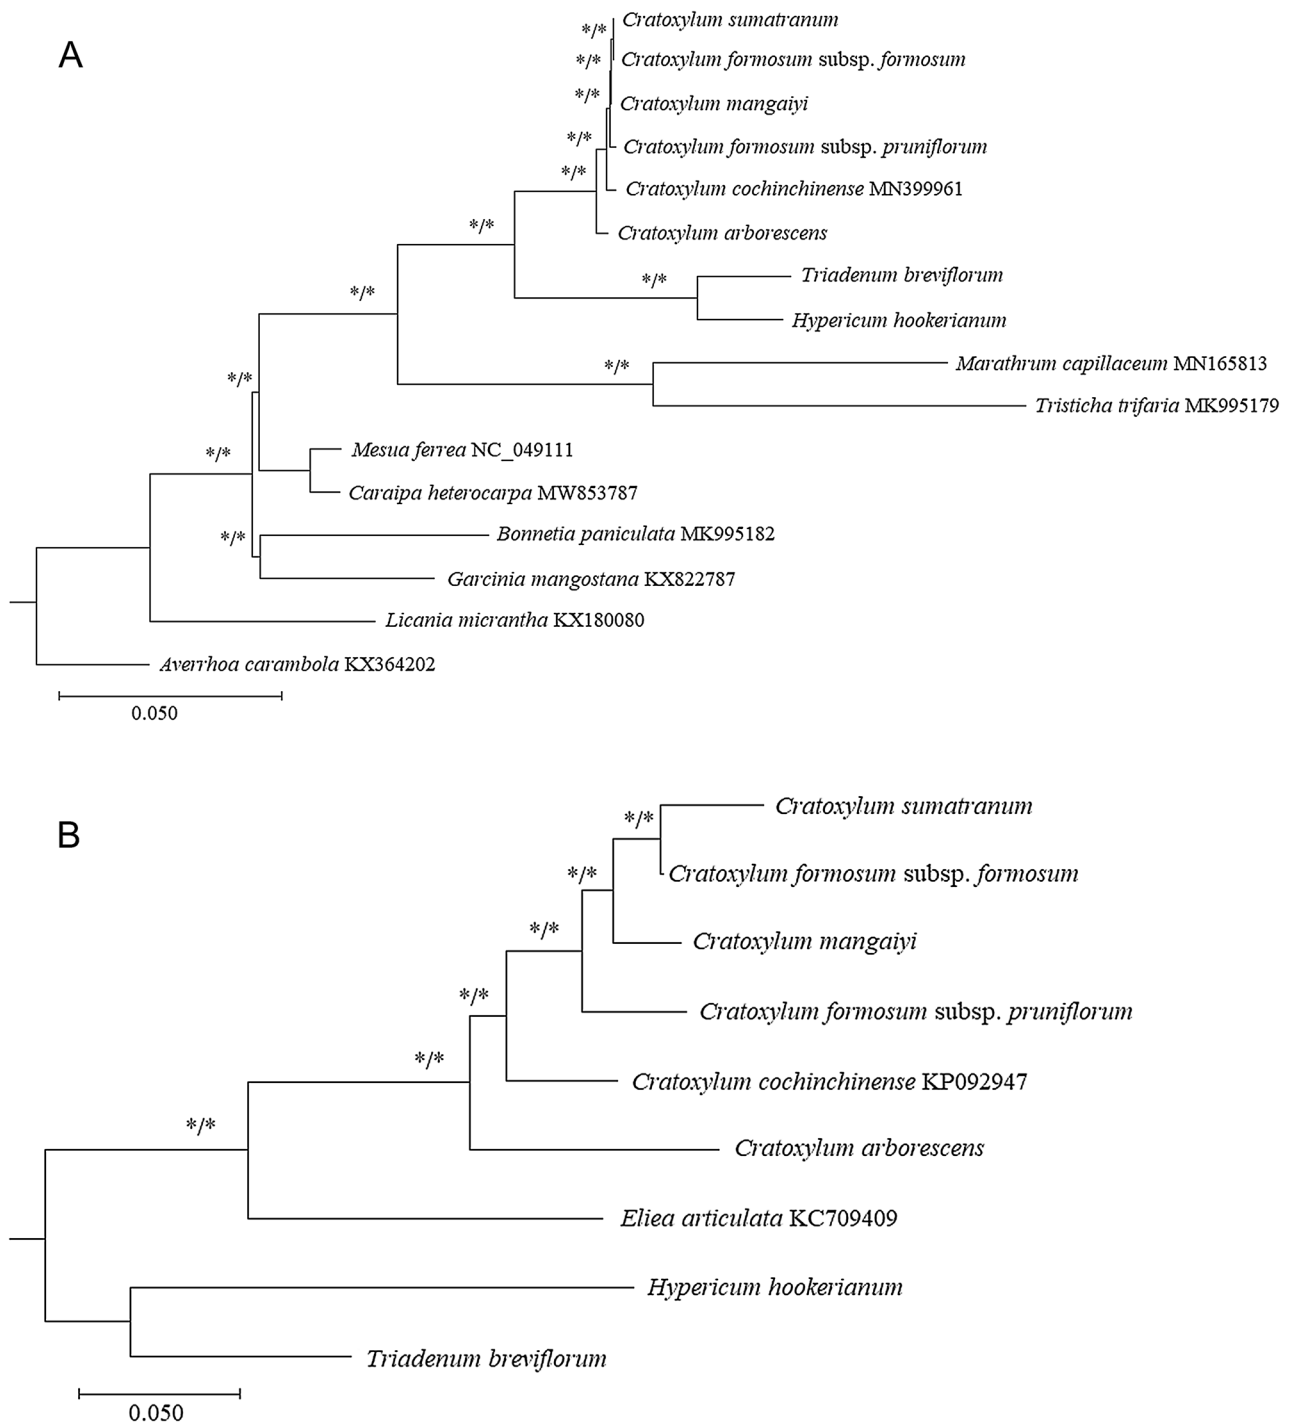 A
*/*
Cratoxylum sumatranum
*/*
Cratoxylum formosum subsp. formosum
*/*
Cratoxylum mangaiyi
*/*
Cratoxylum formosum subsp. pruniflorum
*/*
Cratoxylum cochinchinense MN399961
*/*
Cratoxylum arborescens
*/*
Triadenum breviflorum
*/*
Hypericum hookerianum
*/*
Marathrum capillaceum MN165813
*/*
Tristicha trifaria MK995179
*/*
Mesua ferrea NC_049111
Caraipa heterocarpa MW853787
*/*
Bonnetia paniculata MK995182
Garcinia mangostana KX822787
Licania micrantha KX180080
Averrhoa carambola KX364202
0.050
B
*/*
Cratoxylum sumatranum
*/*
Cratoxylum formosum subsp. formosum
*/*
Cratoxylum mangaiyi
*/*
Cratoxylum formosum subsp. pruniflorum
*/*
Cratoxylum cochinchinense KP092947
*/*
Cratoxylum arborescens
Eliea articulata KC709409
Hypericum hookerianum
Triadenum breviflorum
0.050